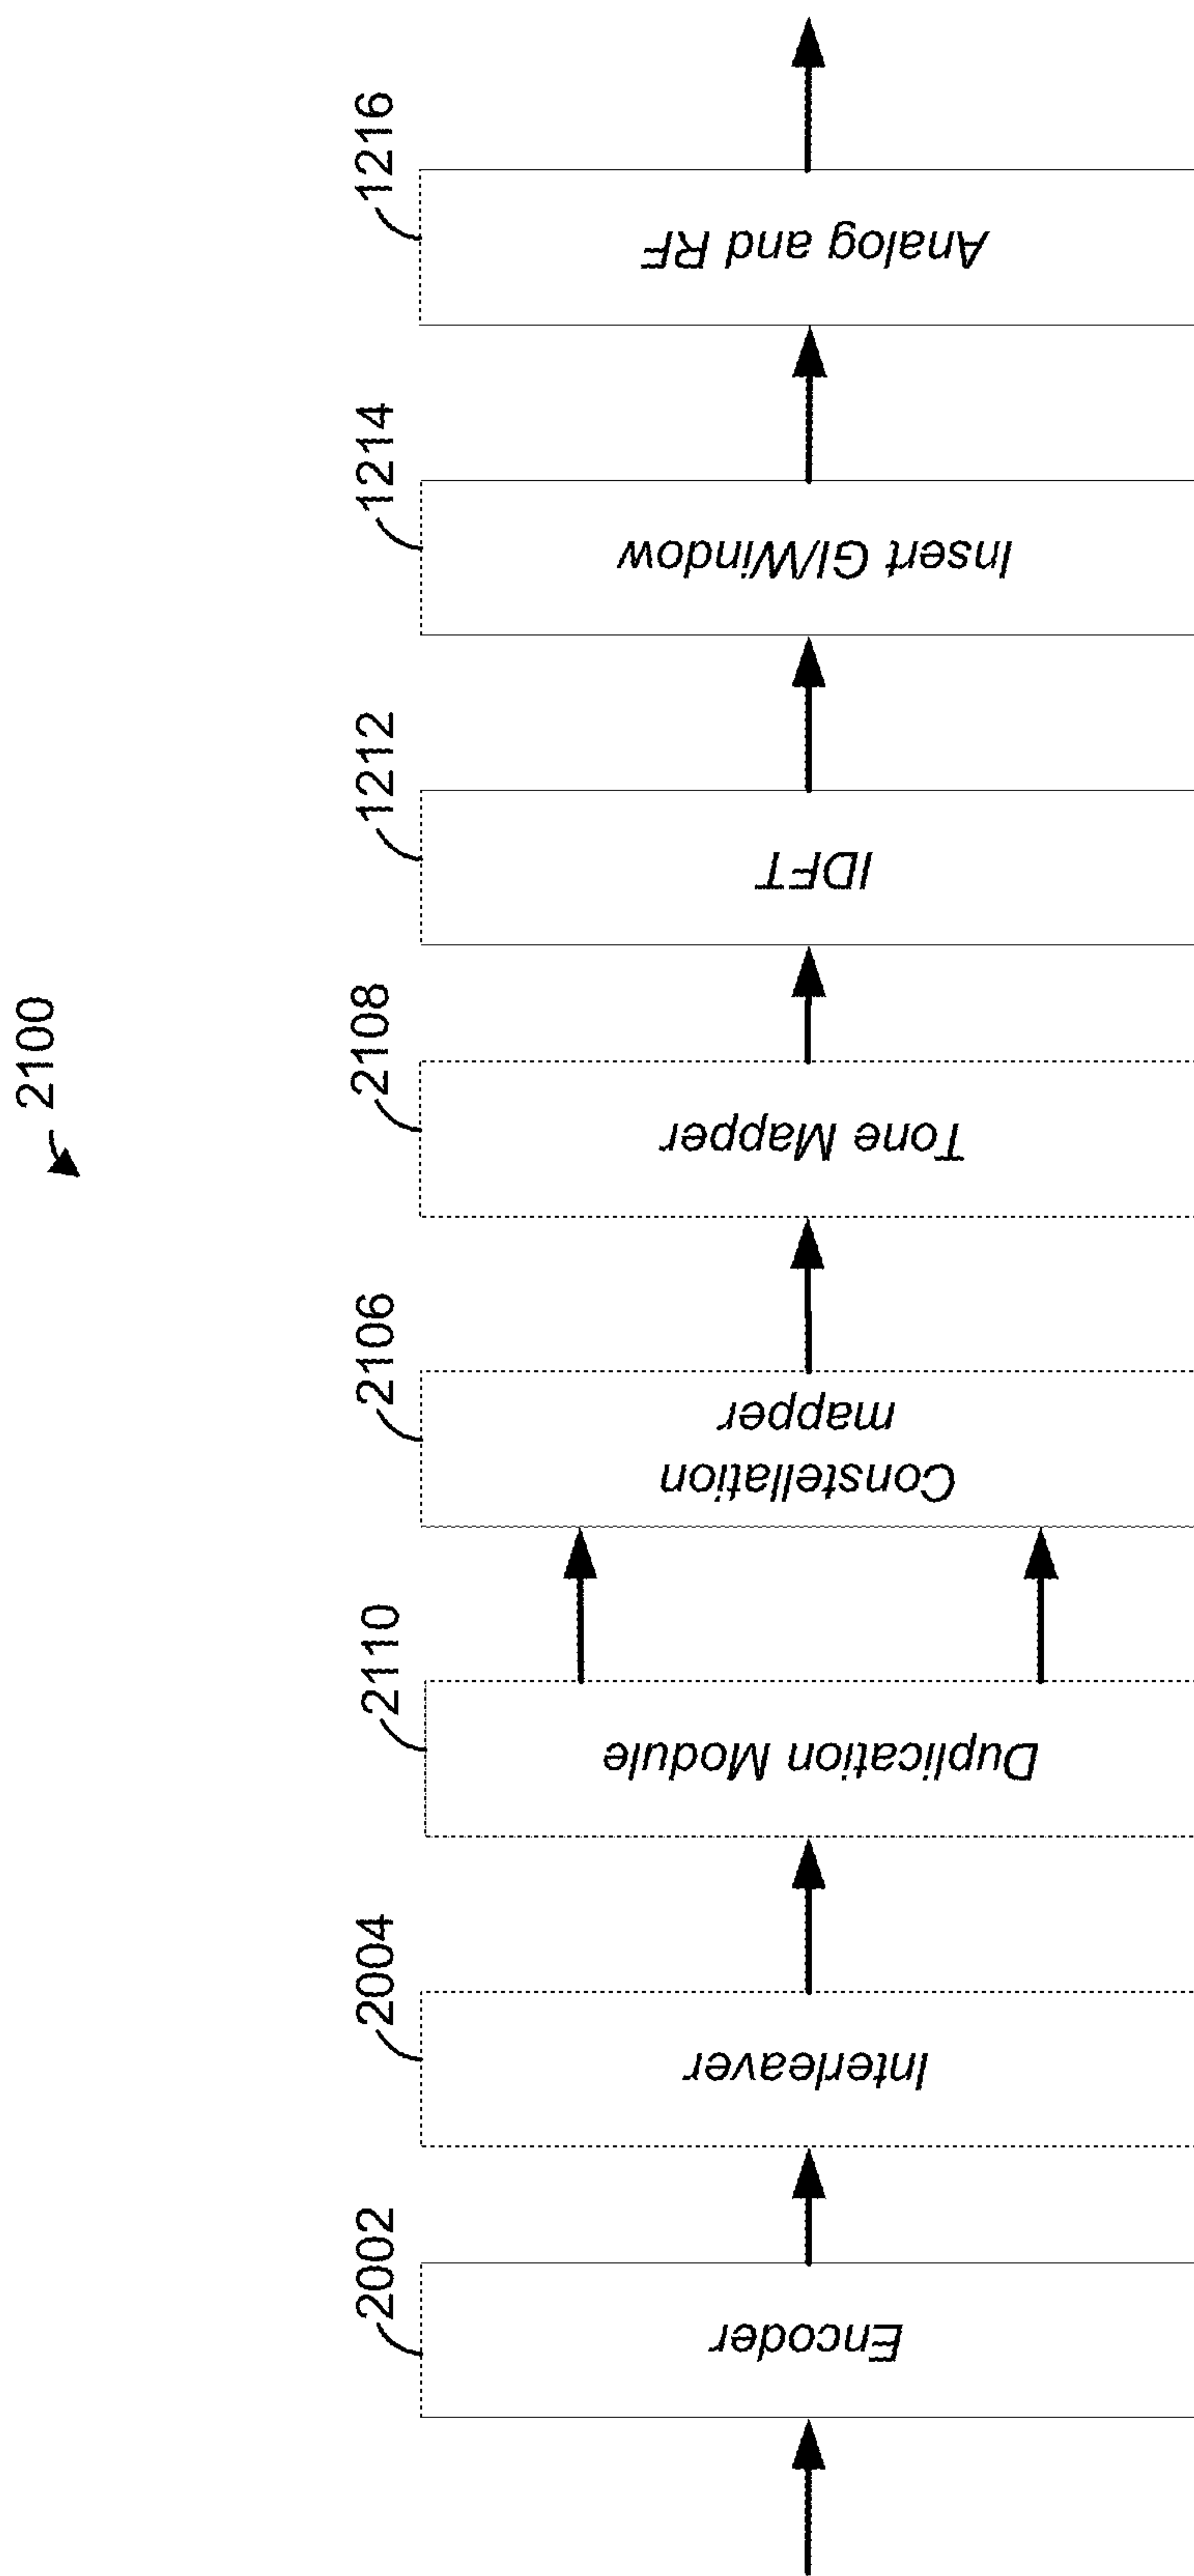 2100
2002
Encoder
2004
Interleaver
2110
Duplication Module
2106
Constellation
mapper
2108
Tone Mapper
1212
IDFT
1214
Insert GI/Window
1216
Analog and RF